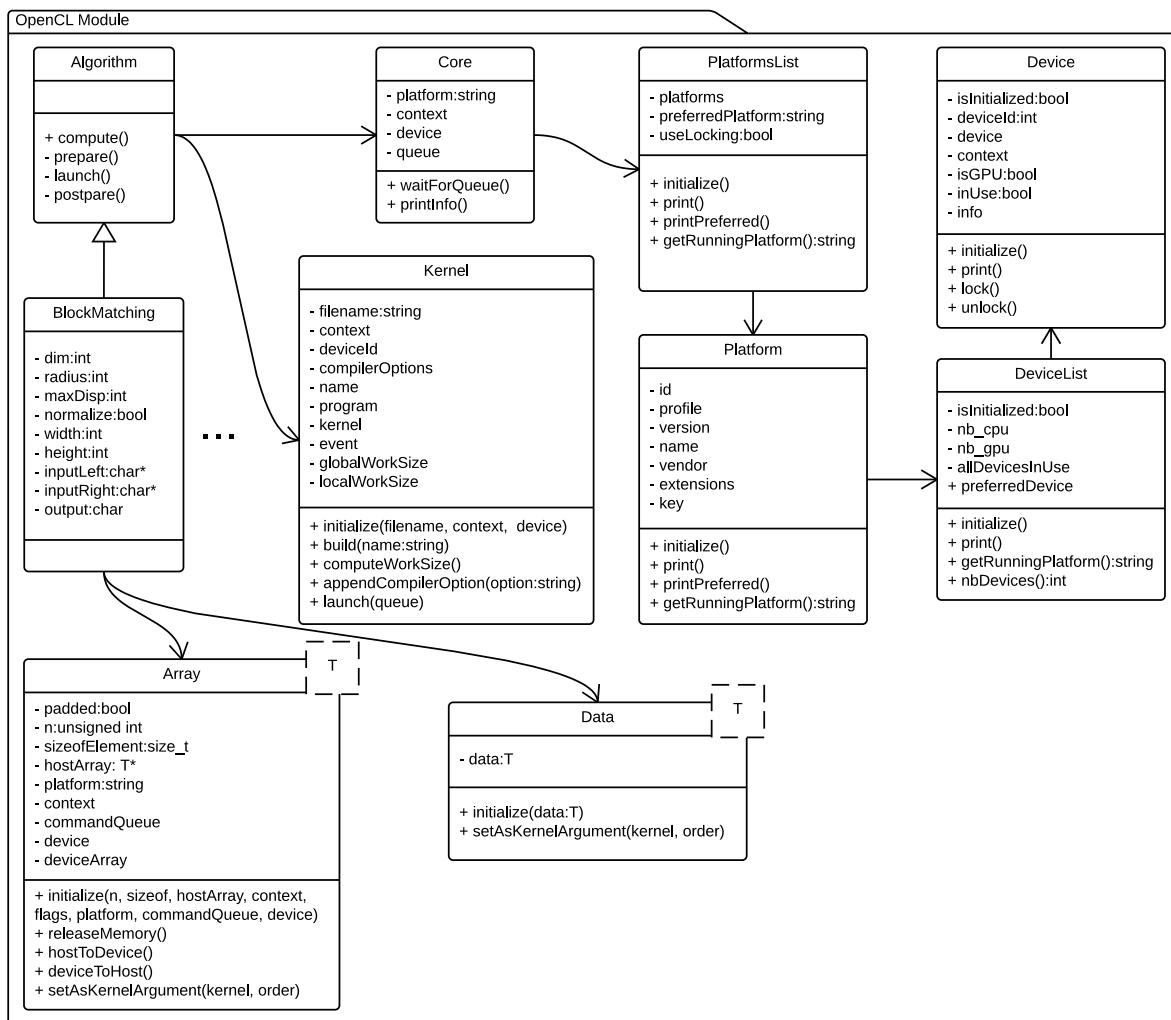 OpenCL Module
Algorithm
+ compute()
- prepare()
- launch()
- postpare()
Core
- platform:string
- context
- device
- queue
+ waitForQueue()
+ printInfo()
PlatformsList
- platforms
- preferredPlatform:string
- useLocking:bool
+ initialize()
+ print()
+ printPreferred()
+ getRunningPlatform():string
Device
- isInitialized:bool
- deviceId:int
- device
- context
- isGPU:bool
- inUse:bool
- info
+ initialize()
+ print()
+ lock()
+ unlock()
BlockMatching
- dim:int
- radius:int
- maxDisp:int
- normalize:bool
- width:int
- height:int
- inputLeft:char*
- inputRight:char*
- output:char
...
Kernel
- filename:string
- context
- deviceId
- compilerOptions
- name
- program
- kernel
- event
- globalWorkSize
- localWorkSize
+ initialize(filename, context,  device)
+ build(name:string)
+ computeWorkSize()
+ appendCompilerOption(option:string)
+ launch(queue)
Platform
- id
- profile
- version
- name
- vendor
- extensions
- key
+ initialize()
+ print()
+ printPreferred()
+ getRunningPlatform():string
DeviceList
- isInitialized:bool
- nb_cpu
- nb_gpu
- allDevicesInUse
+ preferredDevice
+ initialize()
+ print()
+ getRunningPlatform():string
+ nbDevices():int
Array
T
- padded:bool
- n:unsigned int
- sizeofElement:size_t
- hostArray: T*
- platform:string
- context
- commandQueue
- device
- deviceArray
+ initialize(n, sizeof, hostArray, context,
flags, platform, commandQueue, device)
+ releaseMemory()
+ hostToDevice()
+ deviceToHost()
+ setAsKernelArgument(kernel, order)
Data
T
- data:T
+ initialize(data:T)
+ setAsKernelArgument(kernel, order)